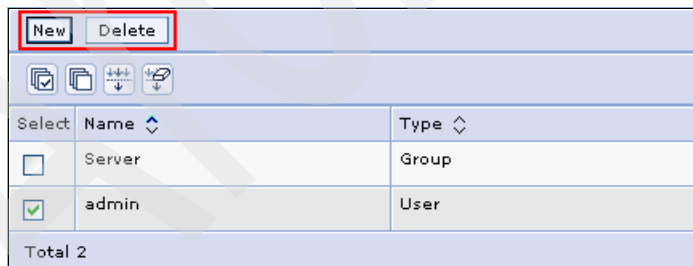 New Delete
Select Name Type
Server Group
admin User
Total 2